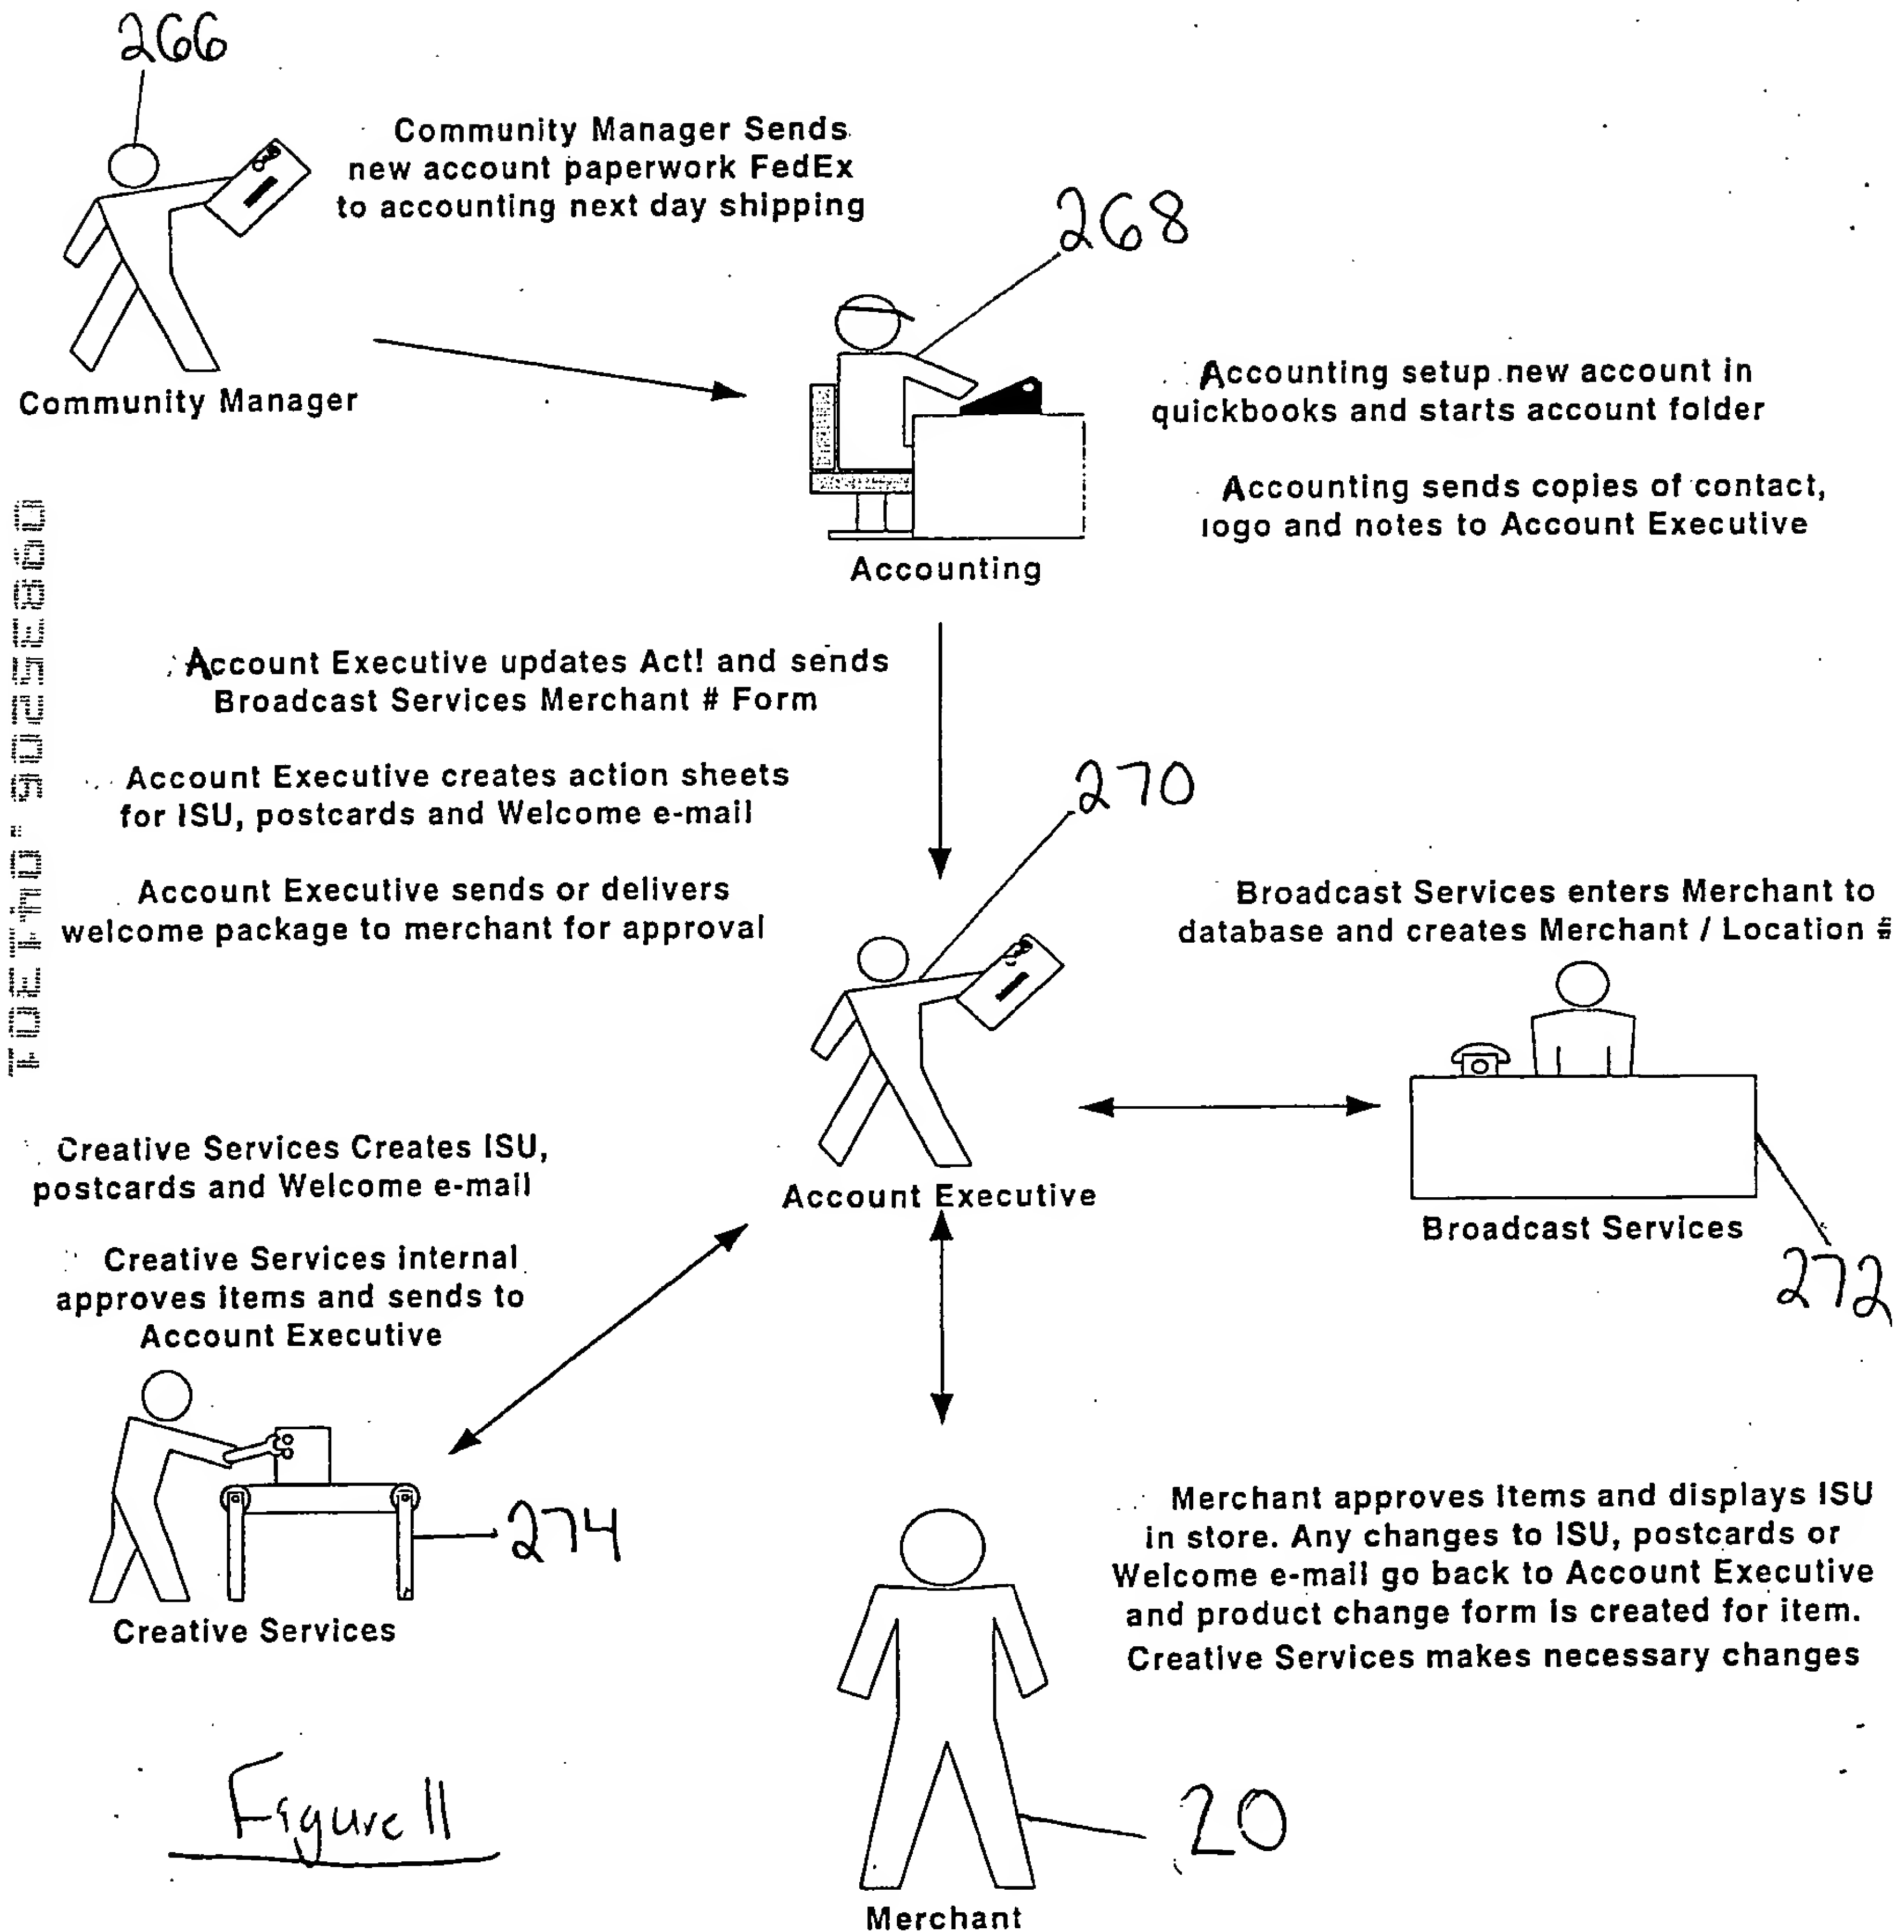 266
Community Manager Sends
new account paperwork FedEx
to accounting next day shipping
268
Community Manager
Accounting setup new account in
quickbooks and starts account folder
Accounting sends copies of contact,
logo and notes to Account Executive
Accounting
Account Executive updates Act! and sends
Broadcast Services Merchant # Form
Account Executive creates action sheets
for ISU, postcards and Welcome e-mail
270
Account Executive sends or delivers
welcome package to merchant for approval
Broadcast Services enters Merchant to
database and creates Merchant / Location #
Creative Services Creates ISU,
postcards and Welcome e-mail
Account Executive
Broadcast Services
272
Creative Services internal
approves items and sends to
Account Executive
274
Creative Services
Merchant approves items and displays ISU
in store. Any changes to ISU, postcards or
Welcome e-mail go back to Account Executive
and product change form is created for item.
Creative Services makes necessary changes
Figure 11
20
Merchant